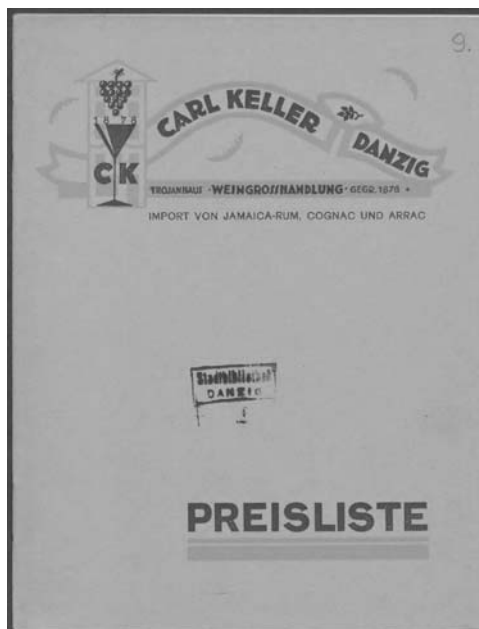 9.
18 78
CARL KELLER
DANZIG
CK
TROJANHAUS · WEINGROSSHANDLUNG · GEGR. 1878 ·
IMPORT VON JAMAICA-RUM, COGNAC UND ARRAC
Stadtbibliothek
DANZIG
PREISLISTE